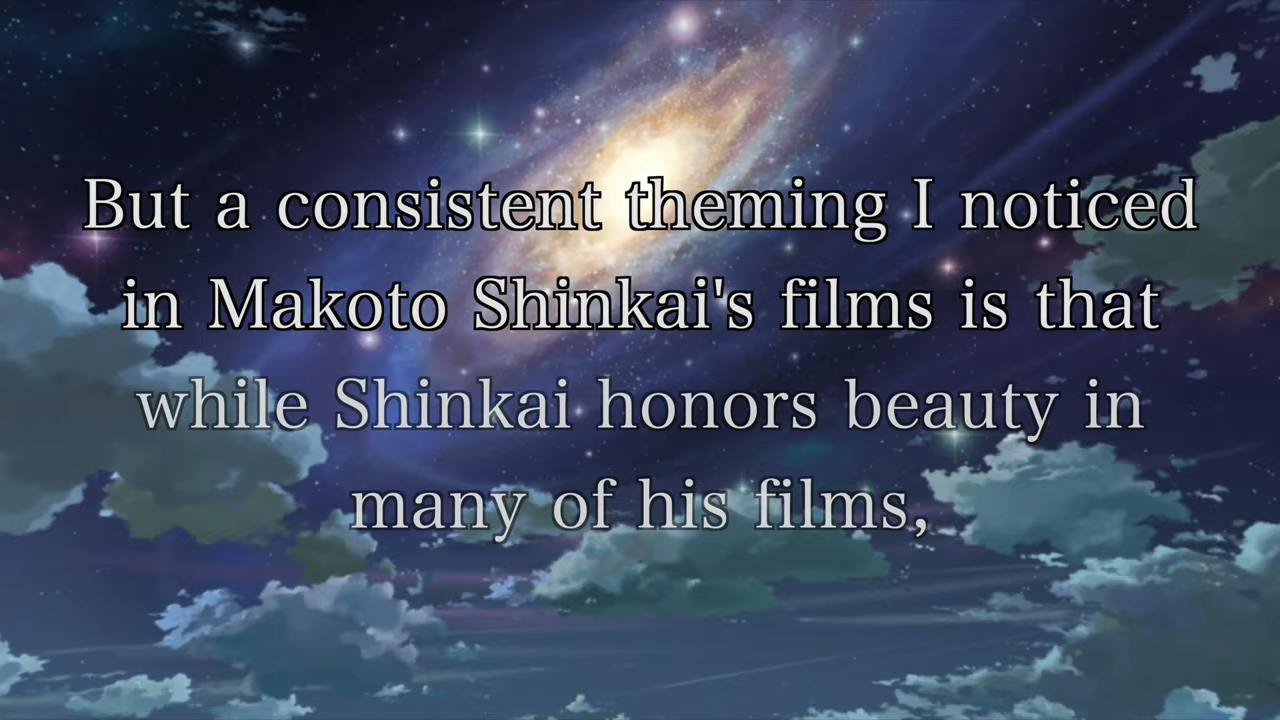 But a consistent theming I noticed
in Makoto Shinkai's films is that
while Shinkai honors beauty in
many of his films,